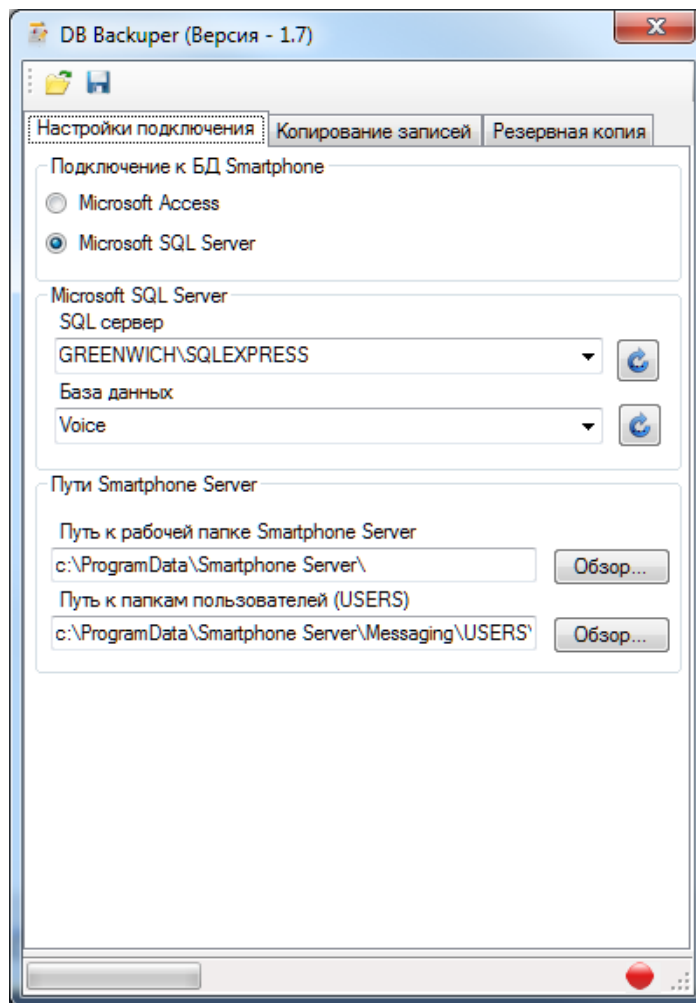 DB Backuper (Версия - 1.7)
Настройки подключения
Копирование записей
Резервная копия
Подключение к БД Smartphone
Microsoft Access
Microsoft SQL Server
Microsoft SQL Server
SQL сервер
GREENWICH\SQLEXPRESS
База данных
Voice
Пути Smartphone Server
Путь к рабочей папке Smartphone Server
c:\ProgramData\Smartphone Server\
Обзор...
Путь к папкам пользователей (USERS)
c:\ProgramData\Smartphone Server\Messaging\USERS\
Обзор...